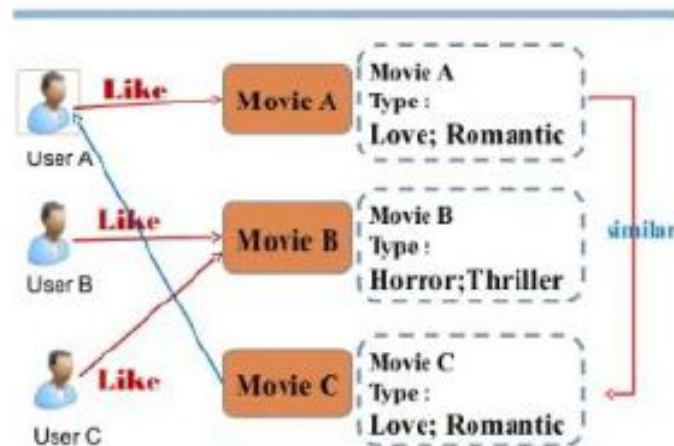 Like
Movie A
Movie A
Type :
Love; Romantic
User A
Like
Movie B
Movie B
Type :
Horror;Thriller
similar
User B
Like
Movie C
Movie C
Type :
Love; Romantic
User C